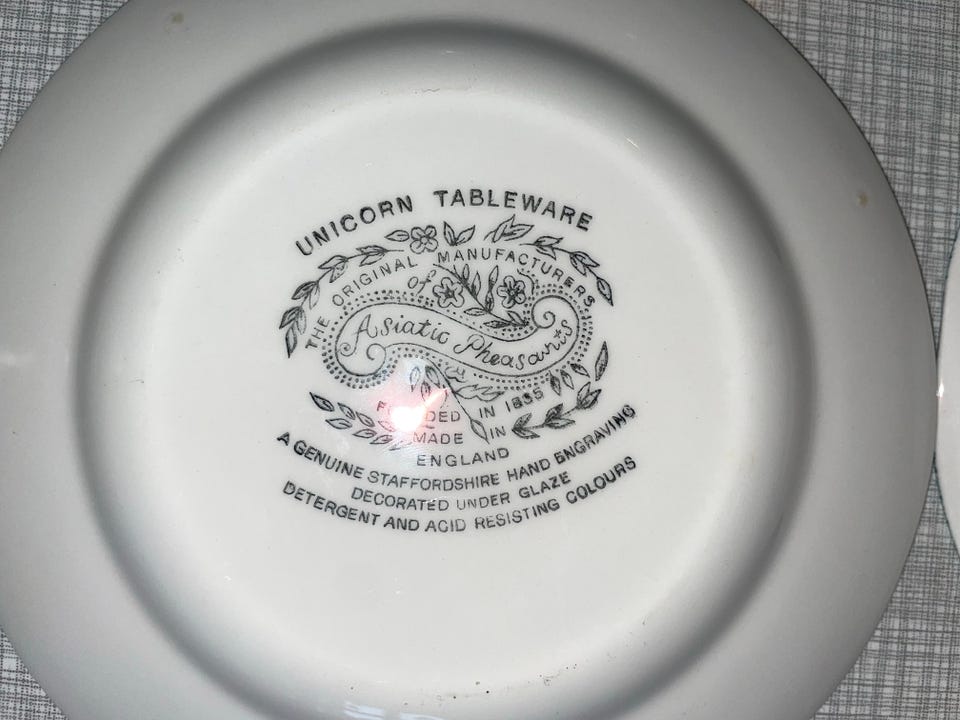 UNICORN TABLEWARE
THE ORIGINAL MANUFACTURERS
of
Asiatic Pheasants
IN 1835
MADE IN
ENGLAND
A GENUINE STAFFORDSHIRE HAND ENGRAVING
DECORATED UNDER GLAZE
DETERGENT AND ACID RESISTING COLOURS